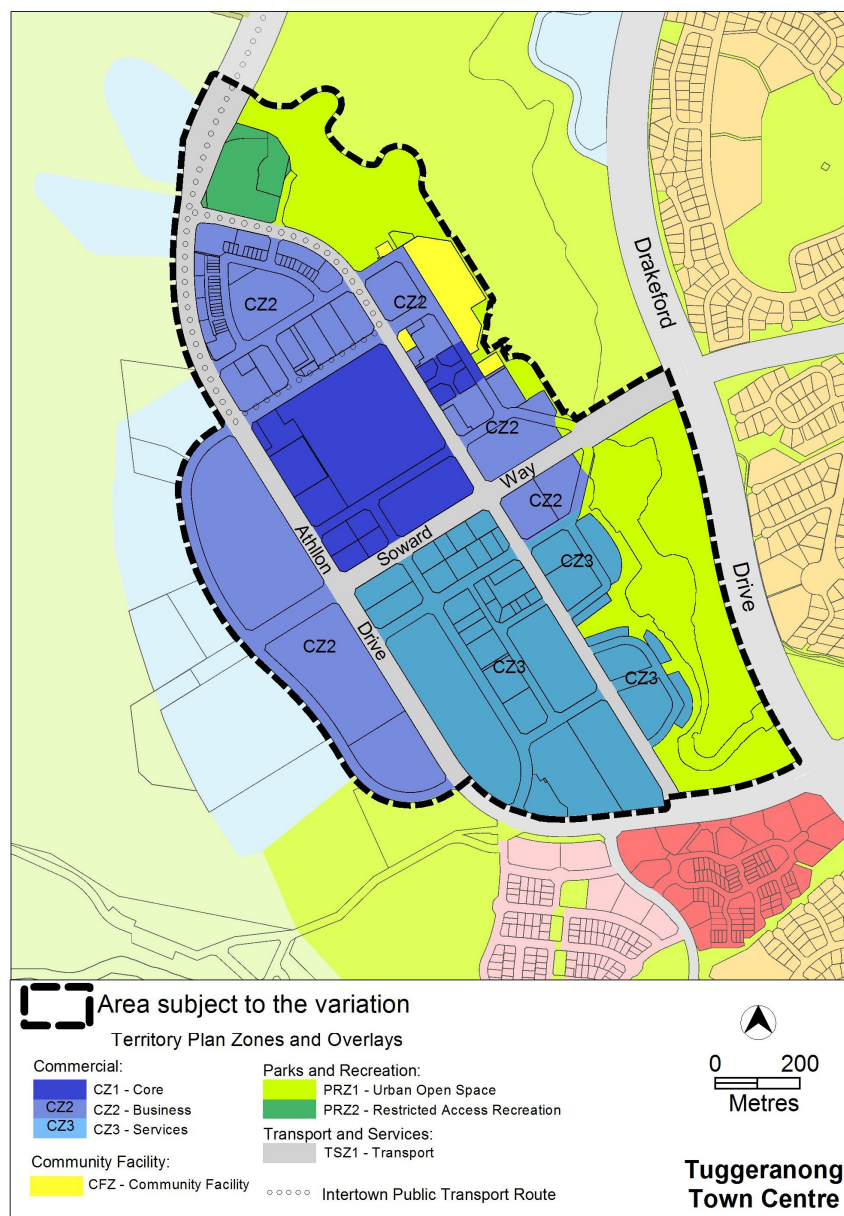 Drakeford
CZ2
CZ2
CZ2
Way
CZ2
Athllon
Soward
CZ3
Drive
CZ2
Drive
CZ3
CZ3
Area subject to the variation
Territory Plan Zones and Overlays
Commercial:
CZ1 - Core
CZ2 CZ2 - Business
CZ3 CZ3 - Services
Community Facility:
CFZ - Community Facility
Parks and Recreation:
PRZ1 - Urban Open Space
PRZ2 - Restricted Access Recreation
Transport and Services:
TSZ1 - Transport
Intertown Public Transport Route
0 200
Metres
Tuggeranong
Town Centre